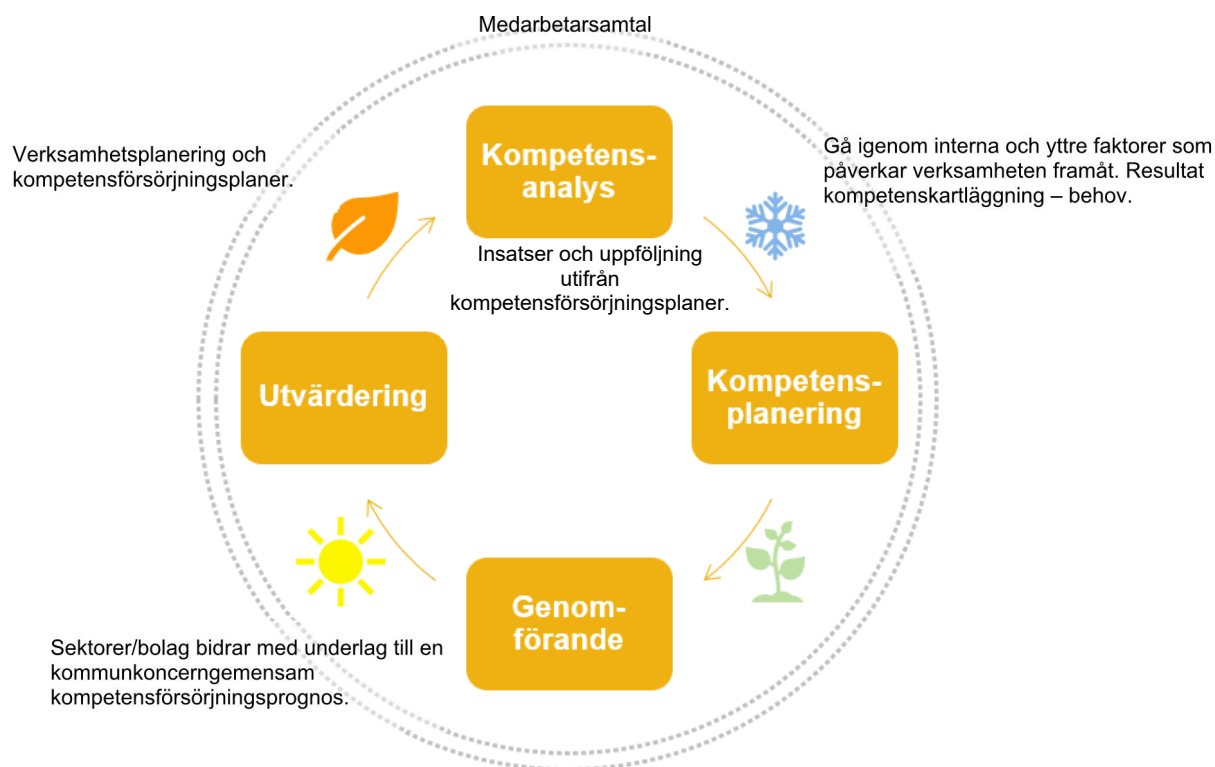 Medarbetarsamtal
Verksamhetsplanering och
kompetensförsörjningsplaner.
Kompetens-
analys
Gå igenom interna och yttre faktorer som
påverkar verksamheten framåt. Resultat
kompetenskartläggning – behov.
Insatser och uppföljning
utifrån
kompetensförsörjningsplaner.
Utvärdering
Kompetens-
planering
Genom-
förande
Sektorer/bolag bidrar med underlag till en
kommunkoncerngemensam
kompetensförsörjningsprognos.